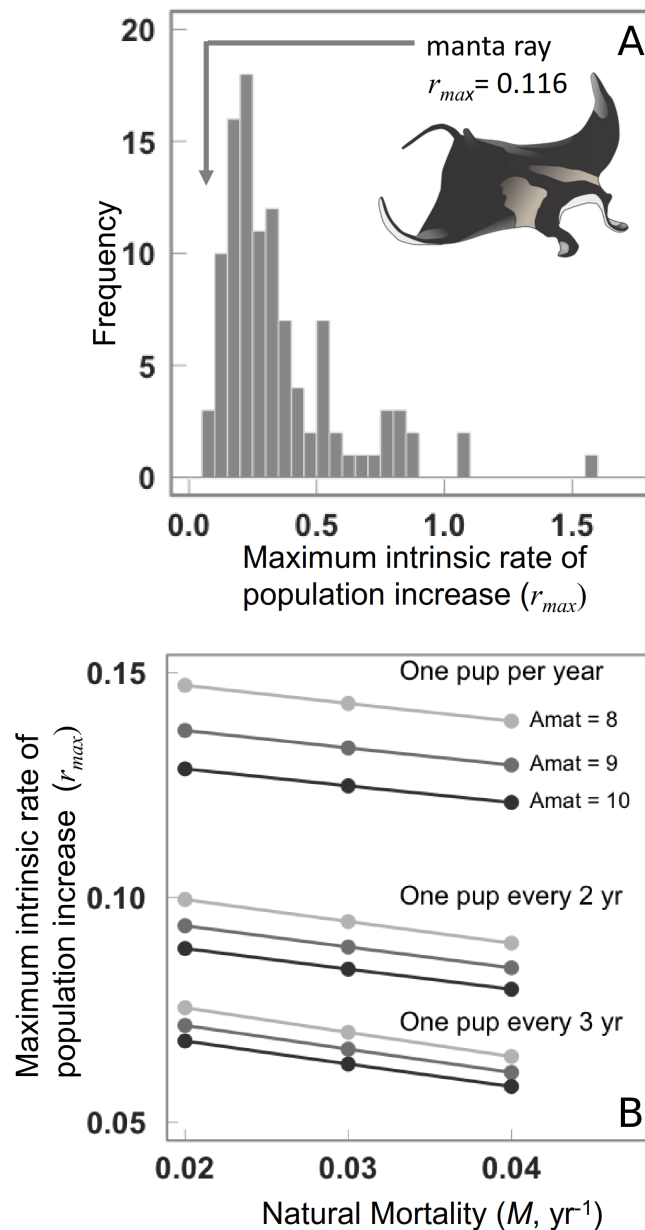 A
20
manta ray
r_max = 0.116
15
Frequency
10
5
0
0.0 0.5 1.0 1.5
Maximum intrinsic rate of
population increase (r_max)
0.15
One pup per year
Amat = 8
Amat = 9
Amat = 10
Maximum intrinsic rate of
population increase (r_max)
0.10
One pup every 2 yr
One pup every 3 yr
0.05
B
0.02 0.03 0.04
Natural Mortality (M, yr⁻¹)